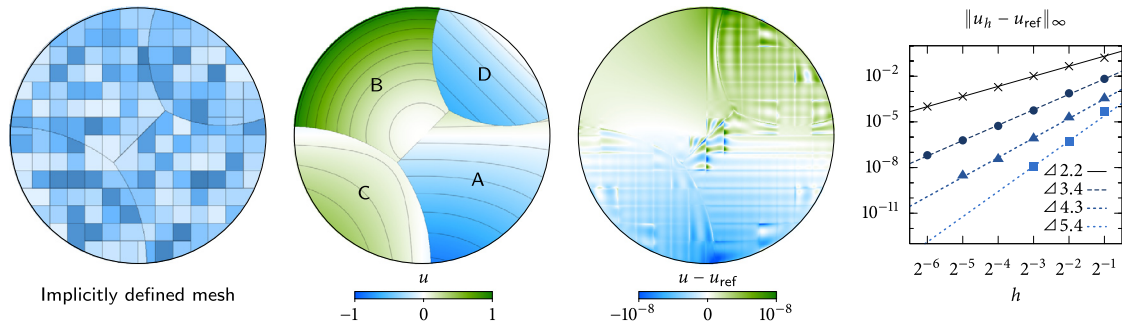 Implicitly defined mesh
B
D
C
A
u
−1 0 1
u − u_ref
−10⁻⁸ 0 10⁻⁸
‖u_h − u_ref‖_∞
10⁻²
10⁻⁵
10⁻⁸
10⁻¹¹
⊿2.2
⊿3.4
⊿4.3
⊿5.4
2⁻⁶ 2⁻⁵ 2⁻⁴ 2⁻³ 2⁻² 2⁻¹
h